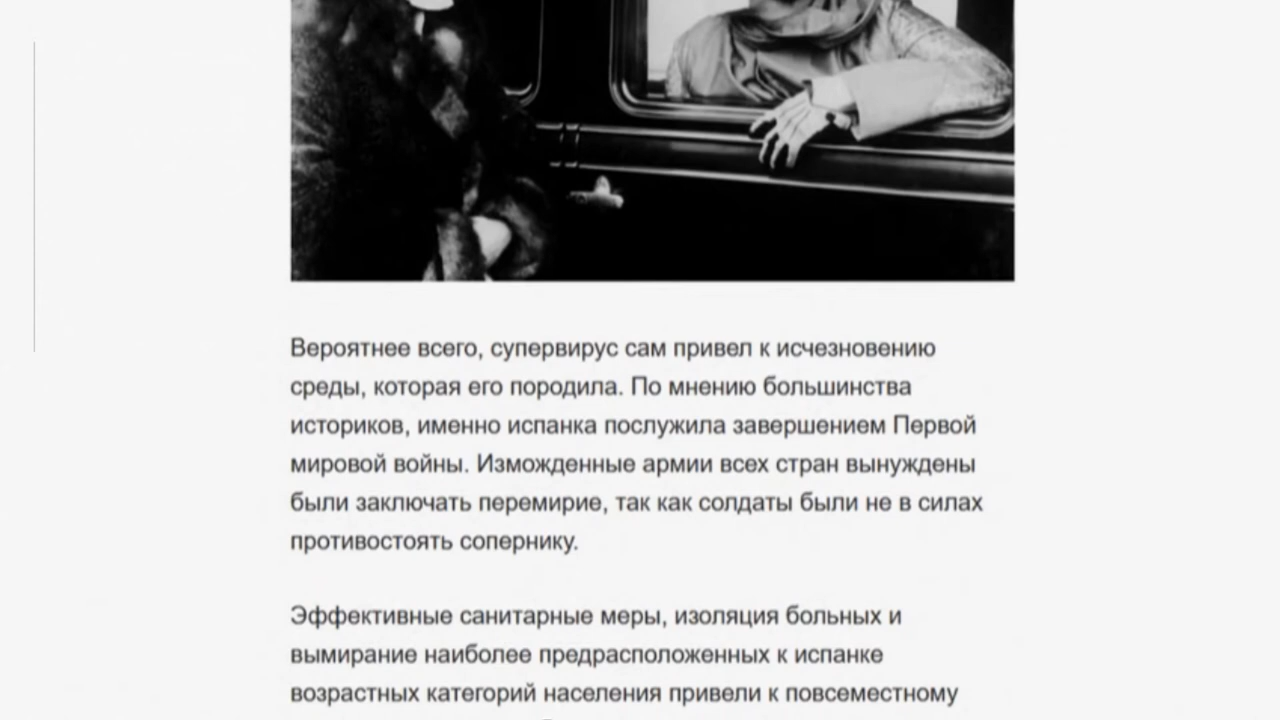 Вероятнее всего, супервирус сам привел к исчезновению
среды, которая его породила. По мнению большинства
историков, именно испанка послужила завершением Первой
мировой войны. Изможденные армии всех стран вынуждены
были заключать перемирие, так как солдаты были не в силах
противостоять сопернику.
Эффективные санитарные меры, изоляция больных и
вымирание наиболее предрасположенных к испанке
возрастных категорий населения привели к повсеместному